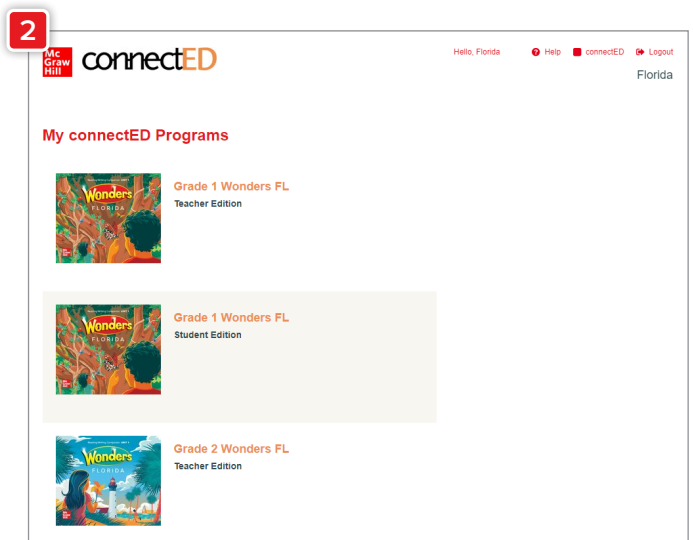 2
Mc
Graw
Hill
connectED
Hello, Florida Help connectED Logout
Florida
My connectED Programs
Wonders
FLORIDA
Grade 1 Wonders FL
Teacher Edition
Wonders
FLORIDA
Grade 1 Wonders FL
Student Edition
Wonders
FLORIDA
Grade 2 Wonders FL
Teacher Edition